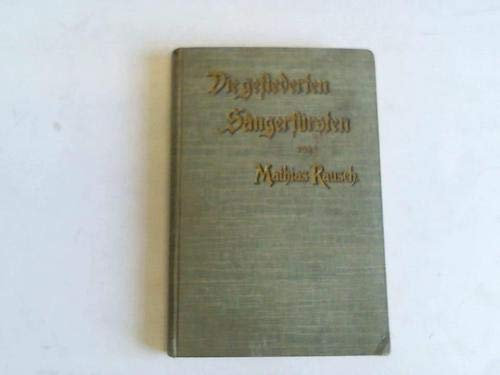 Die gefiederten
Sängerfürsten
von
Mathias Rausch.